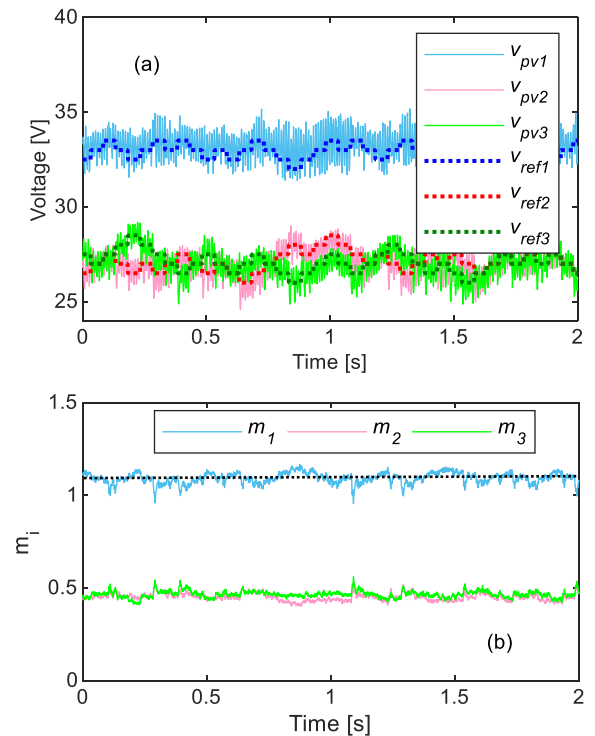 40
35
30
25
Voltage [V]
(a)
v_pv1
v_pv2
v_pv3
v_ref1
v_ref2
v_ref3
0 0.5 1 1.5 2
Time [s]
1.5
1
0.5
0
m_i
m_1 m_2 m_3
(b)
0 0.5 1 1.5 2
Time [s]